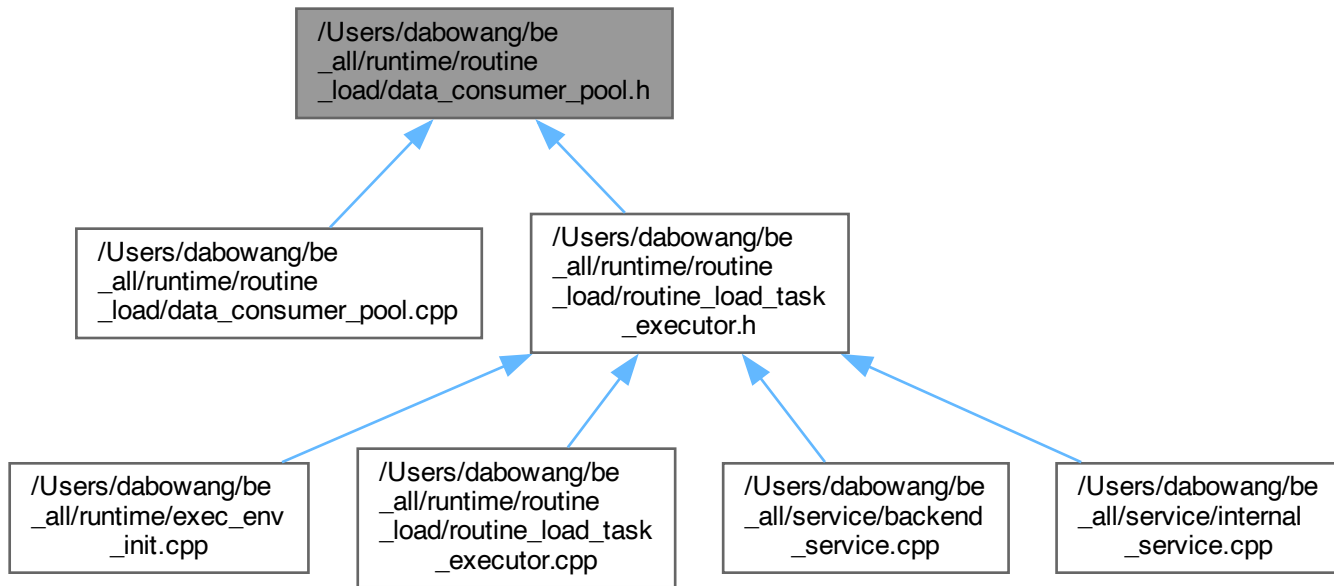 /Users/dabowang/be
_all/runtime/routine
_load/data_consumer_pool.h
/Users/dabowang/be
_all/runtime/routine
_load/data_consumer_pool.cpp
/Users/dabowang/be
_all/runtime/routine
_load/routine_load_task
_executor.h
/Users/dabowang/be
_all/runtime/exec_env
_init.cpp
/Users/dabowang/be
_all/runtime/routine
_load/routine_load_task
_executor.cpp
/Users/dabowang/be
_all/service/backend
_service.cpp
/Users/dabowang/be
_all/service/internal
_service.cpp